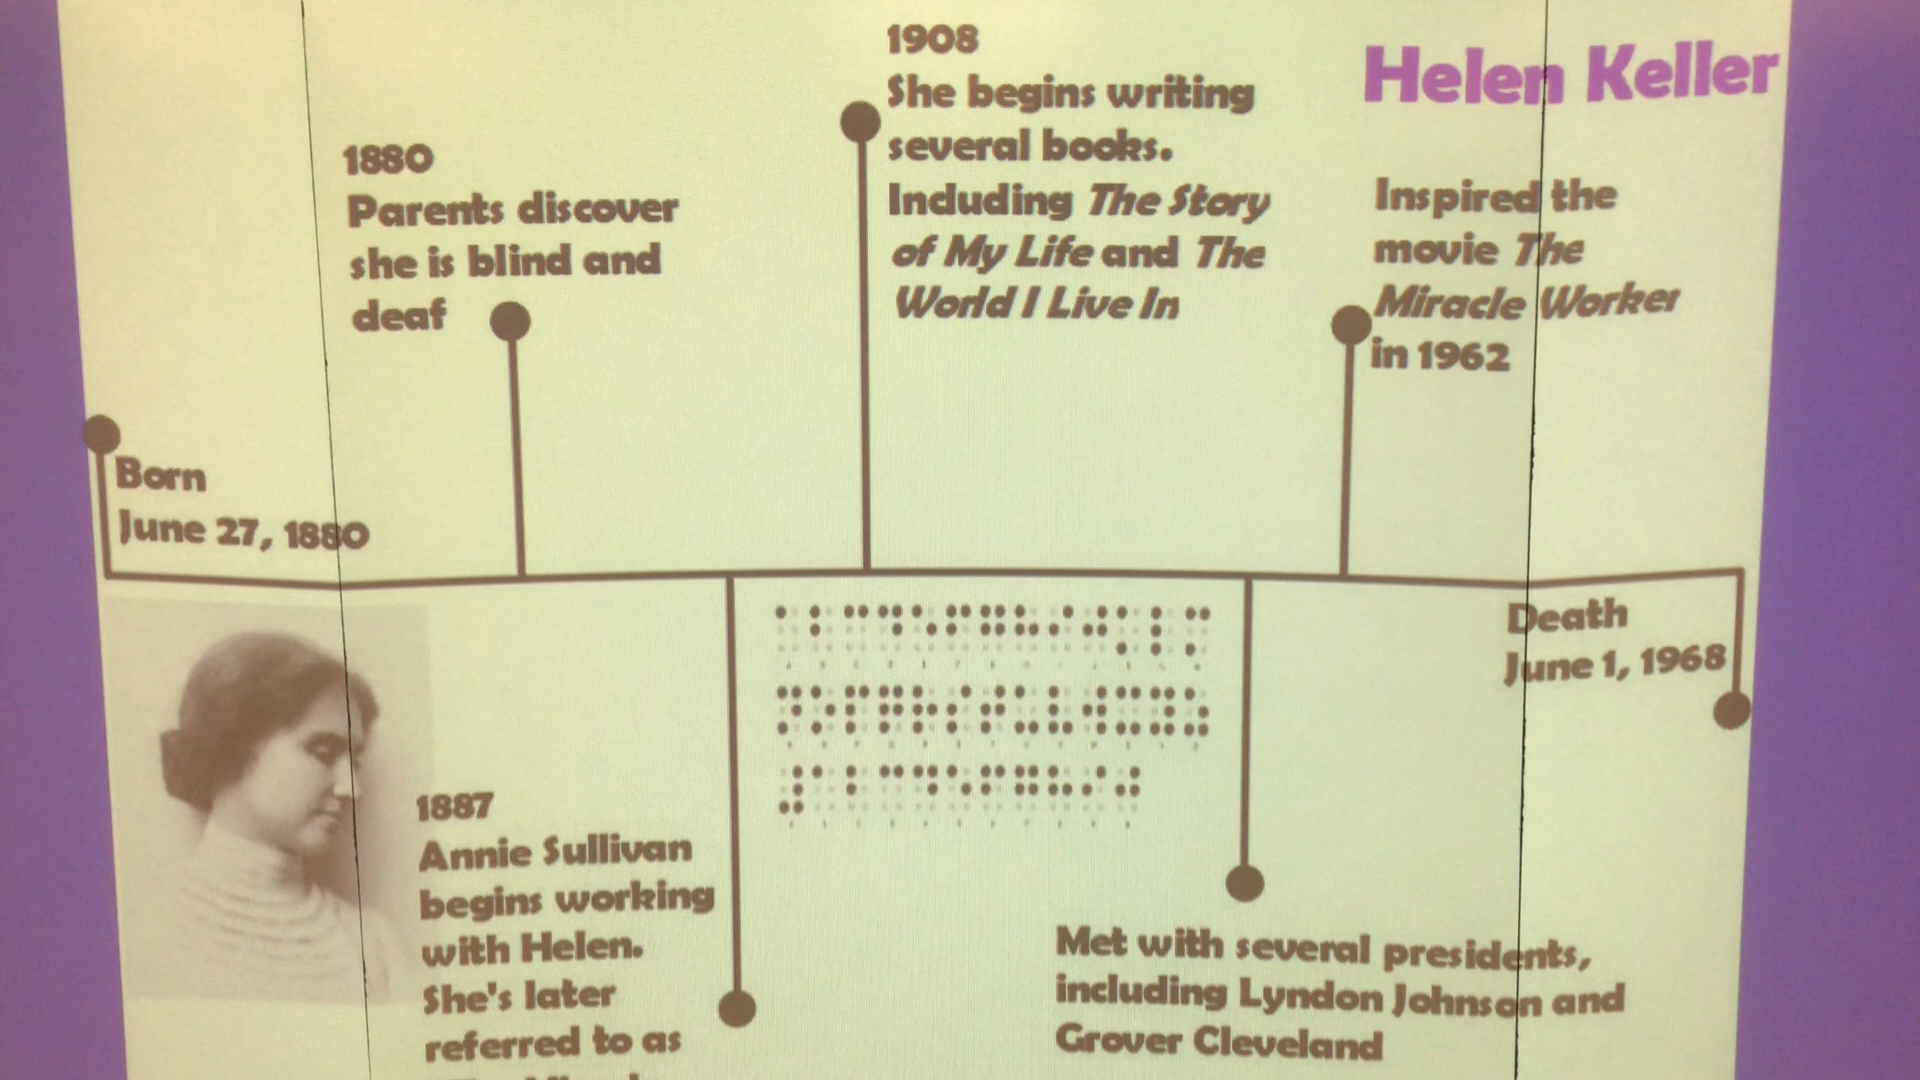 Helen Keller
Born
June 27, 1880
1880
Parents discover
she is blind and
deaf
1887
Annie Sullivan
begins working
with Helen.
She's later
referred to as
1908
She begins writing
several books.
Including The Story
of My Life and The
World I Live In
Met with several presidents,
including Lyndon Johnson and
Grover Cleveland
Inspired the
movie The
Miracle Worker
in 1962
Death
June 1, 1968